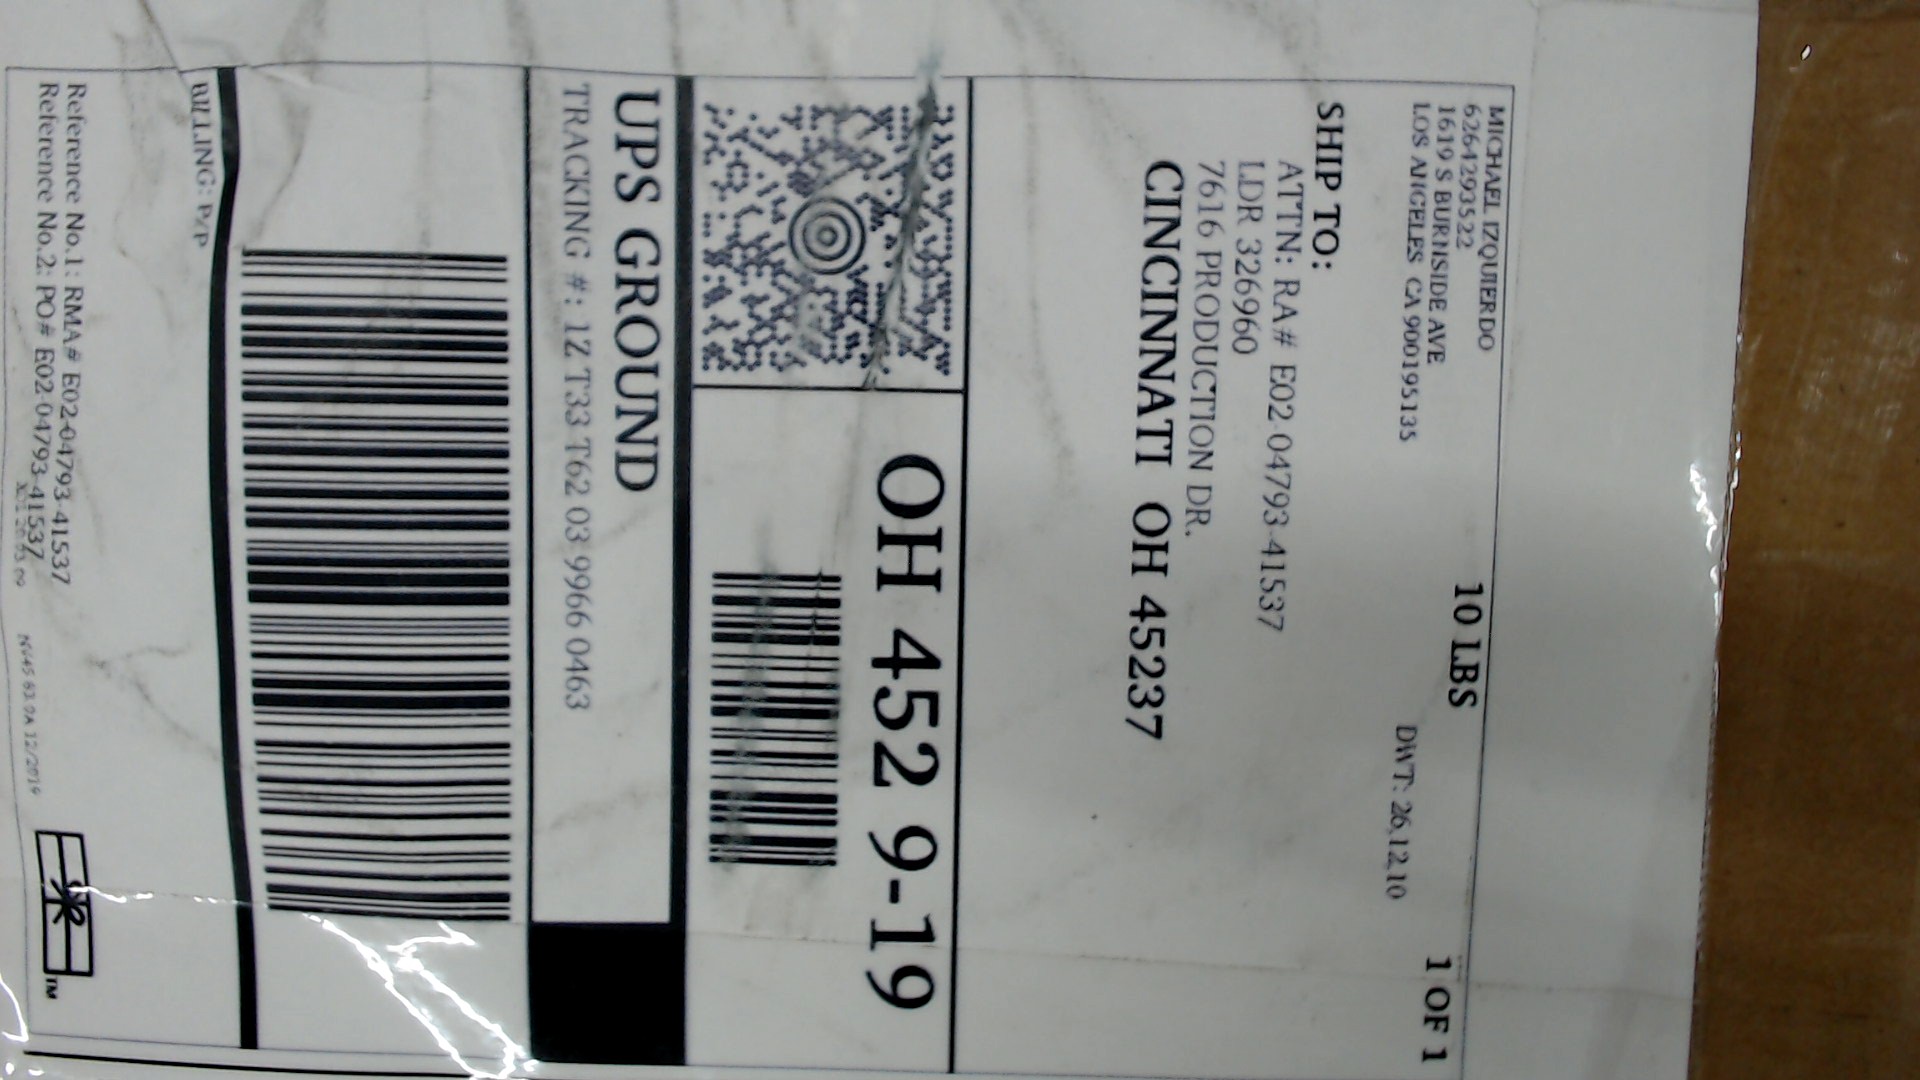 MICHAEL IZQUIERDO
6264293522
1619 S BURNSIDE AVE
LOS ANGELES CA 900195135
10 LBS
1 OF 1
DWT: 26,12,10
SHIP TO:
ATTN: RA# E02-04793-41537
LDR 326960
7616 PRODUCTION DR.
CINCINNATI OH 45237
OH 452 9-19
UPS GROUND
TRACKING #: 1Z T33 T62 03 9966 0463
BILLING: P/P
Reference No.1: RMA# E02-04793-41537
Reference No.2: PO# E02-04793-41537
12/2019
TM